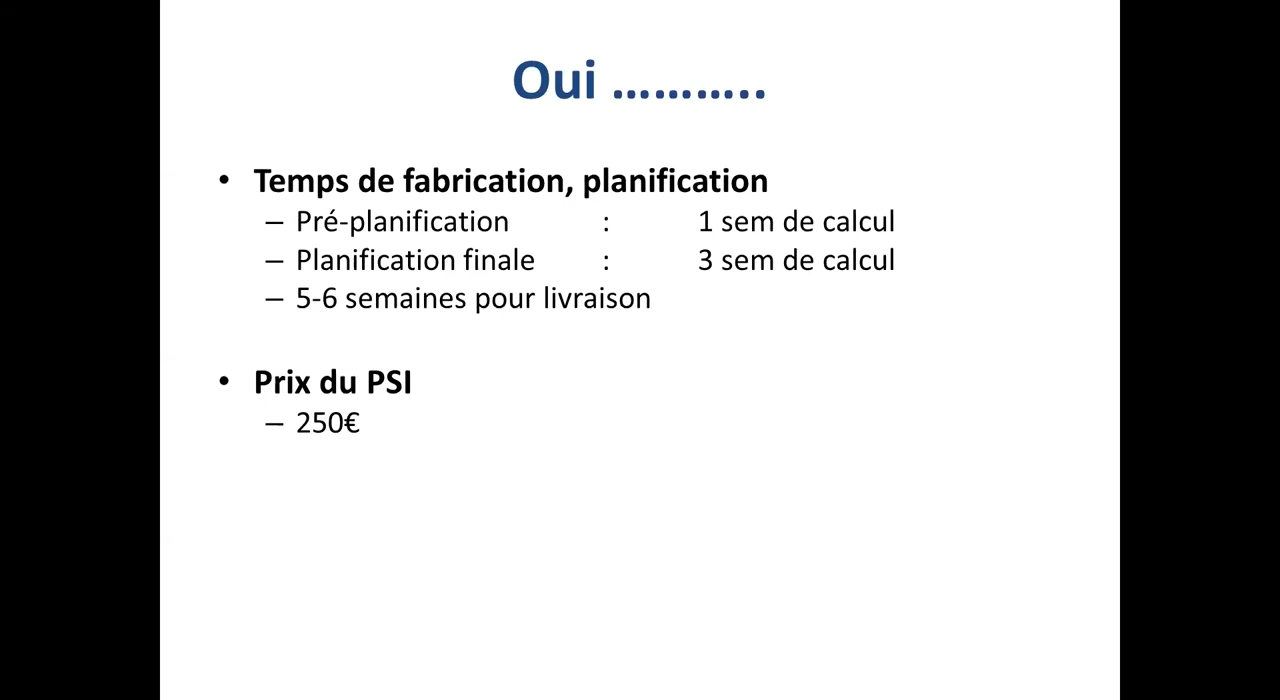 Oui ………..
• Temps de fabrication, planification
– Pré-planification : 1 sem de calcul
– Planification finale : 3 sem de calcul
– 5-6 semaines pour livraison
• Prix du PSI
– 250€